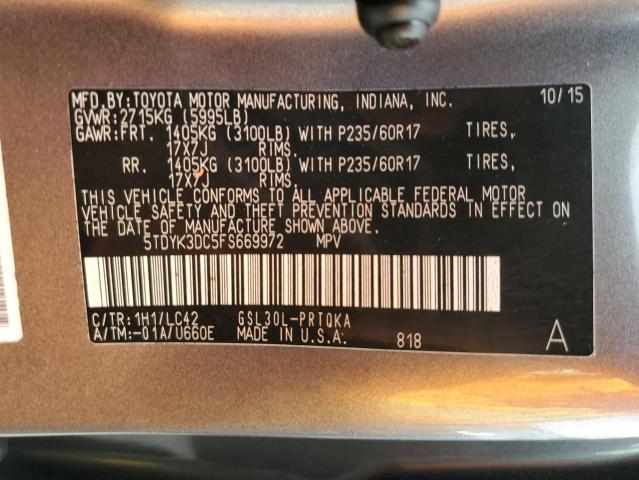 MFD.BY:TOYOTA MOTOR MANUFACTURING, INDIANA, INC. 10/15
GVWR:2715KG (5995LB)
GAWR:FRT. 1405KG (3100LB) WITH P235/60R17 TIRES,
17X7J RIMS,
RR. 1405KG (3100LB) WITH P235/60R17 TIRES,
17X7J RIMS.
THIS VEHICLE CONFORMS TO ALL APPLICABLE FEDERAL MOTOR
VEHICLE SAFETY AND THEFT PREVENTION STANDARDS IN EFFECT ON
THE DATE OF MANUFACTURE SHOWN ABOVE.
5TDYK3DC5FS669972 MPV
C/TR:1H1/LC42 GSL30L-PRTQKA
A/TM:-01A/U660E MADE IN U.S.A. 818 A